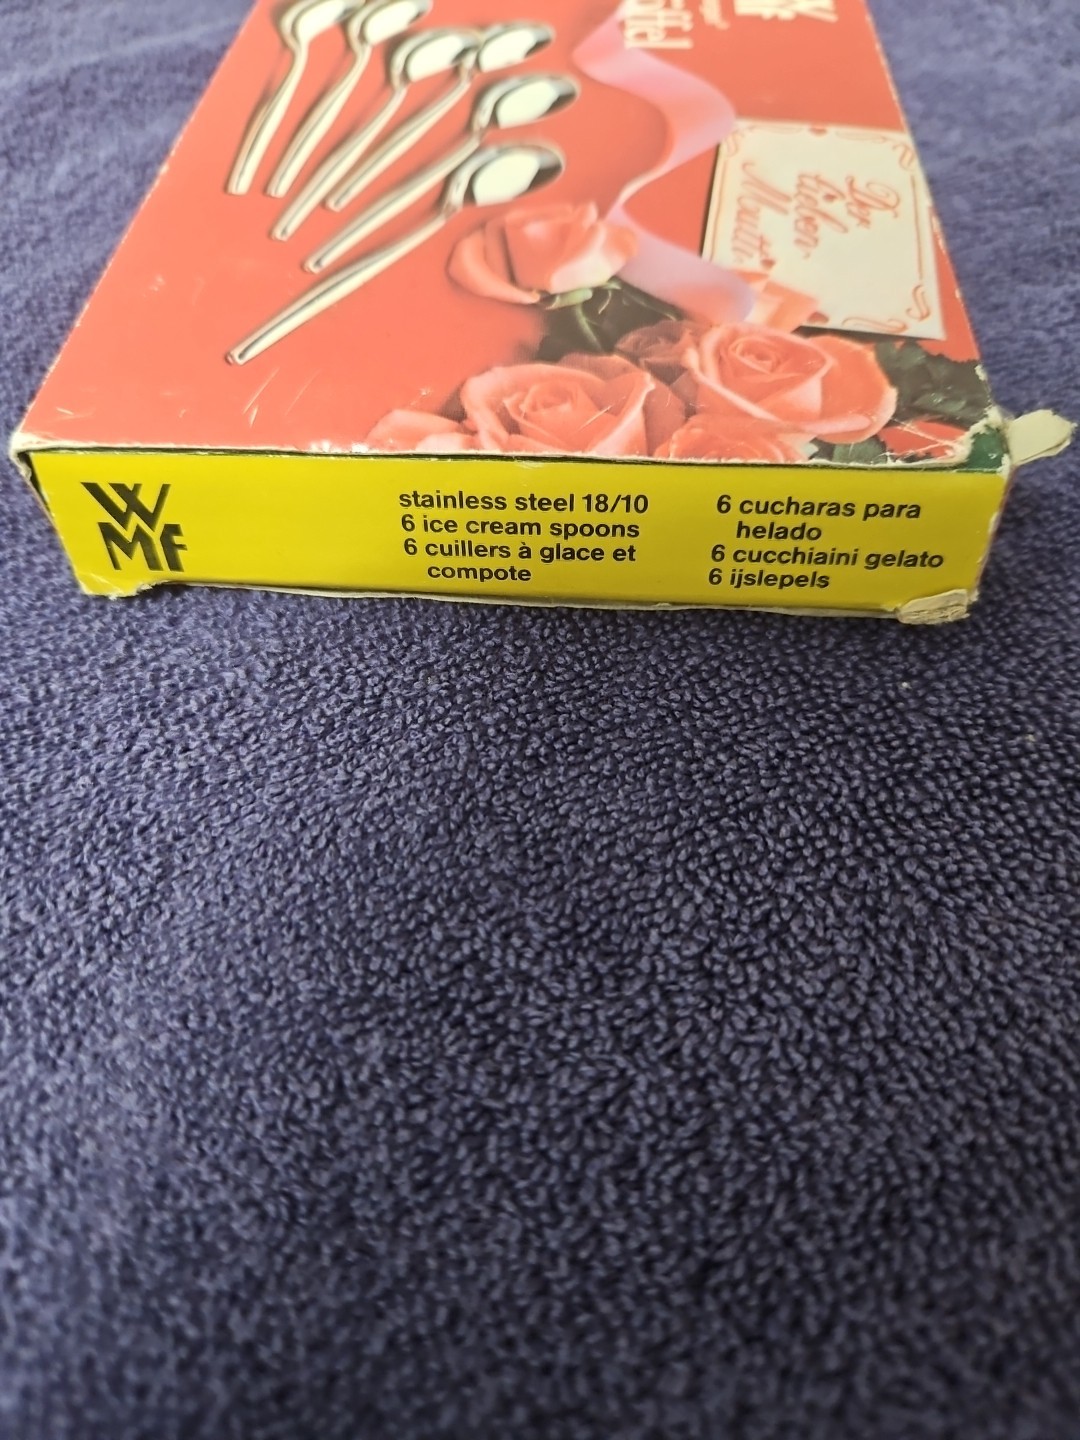 WMF
Der
lieben
Mutti
WMF
stainless steel 18/10
6 ice cream spoons
6 cuillers à glace et
compote
6 cucharas para
helado
6 cucchiaini gelato
6 ijslepels